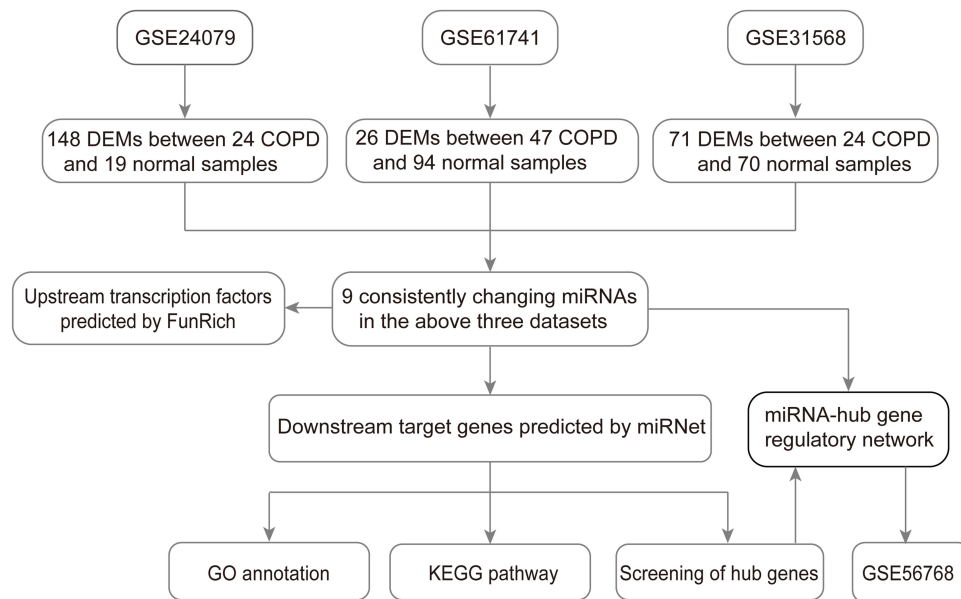 GSE24079
GSE61741
GSE31568
148 DEMs between 24 COPD
and 19 normal samples
26 DEMs between 47 COPD
and 94 normal samples
71 DEMs between 24 COPD
and 70 normal samples
Upstream transcription factors
predicted by FunRich
9 consistently changing miRNAs
in the above three datasets
Downstream target genes predicted by miRNet
miRNA-hub gene
regulatory network
GO annotation
KEGG pathway
Screening of hub genes
GSE56768